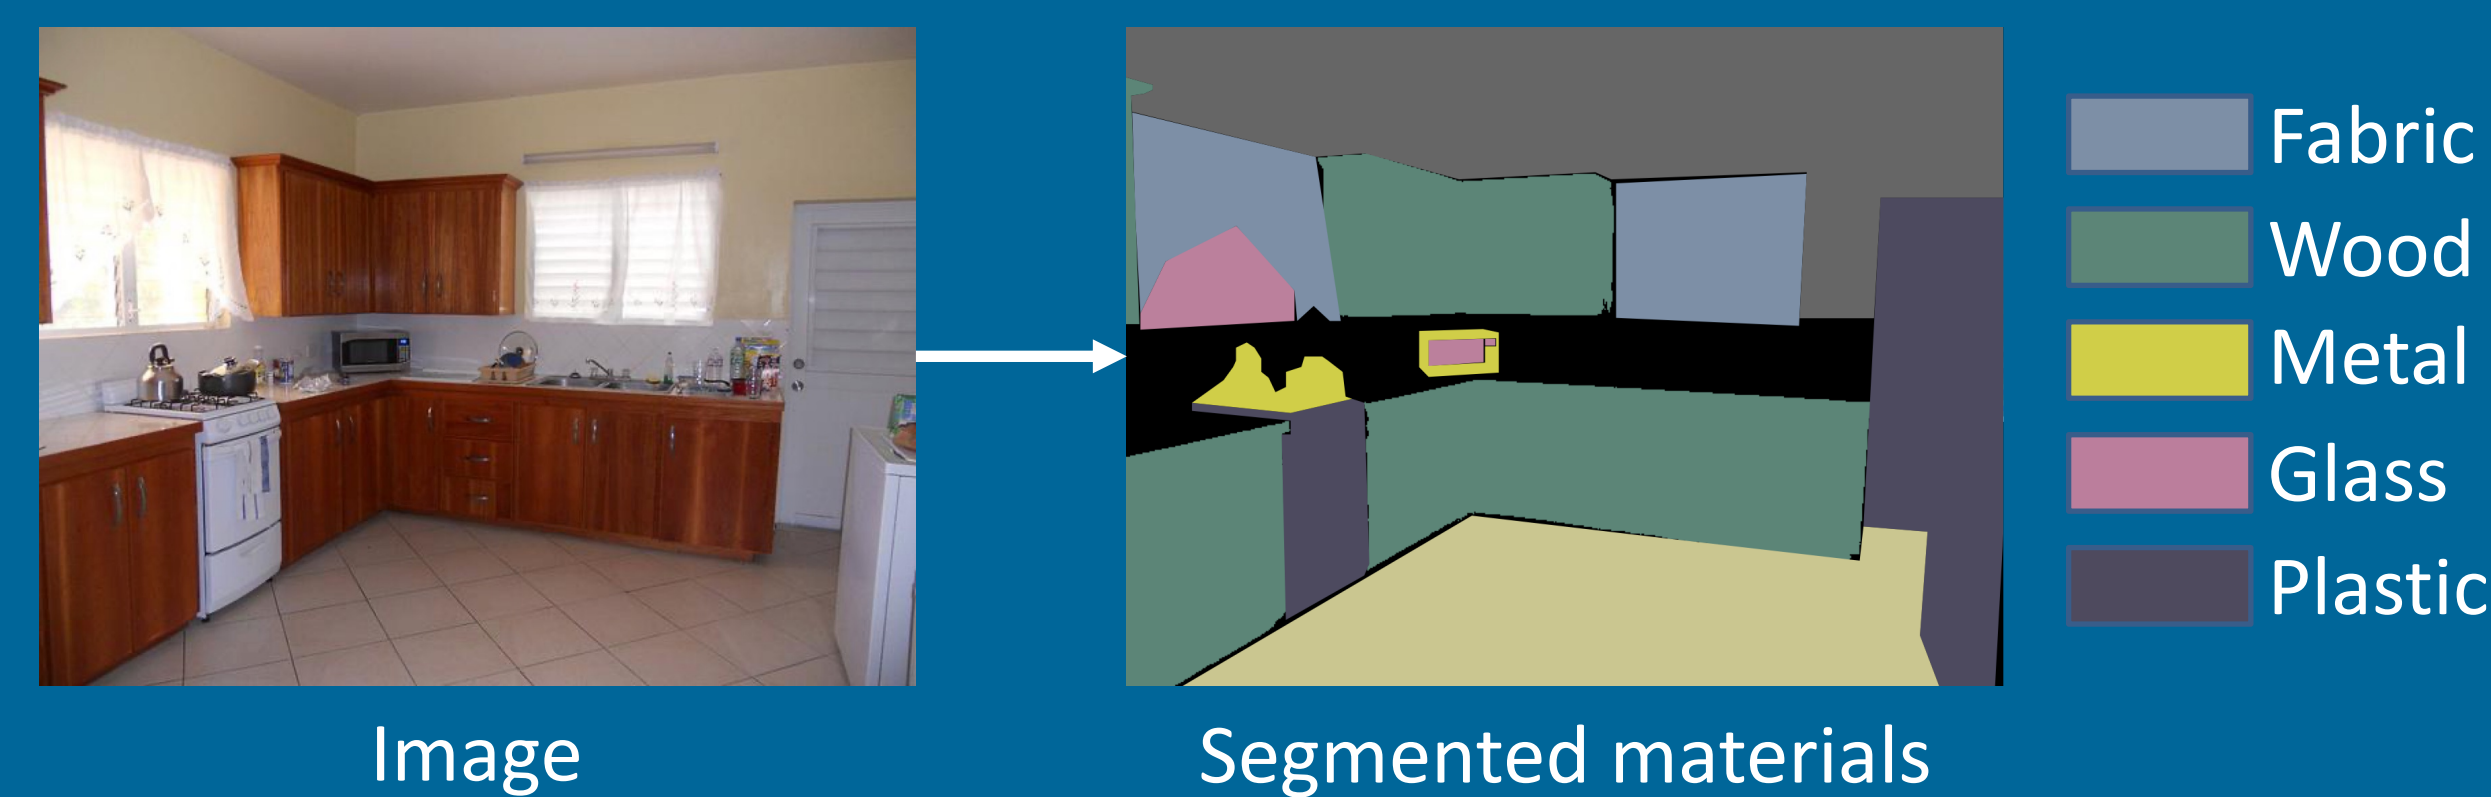 Fabric
Wood
Metal
Glass
Plastic
Image
Segmented materials